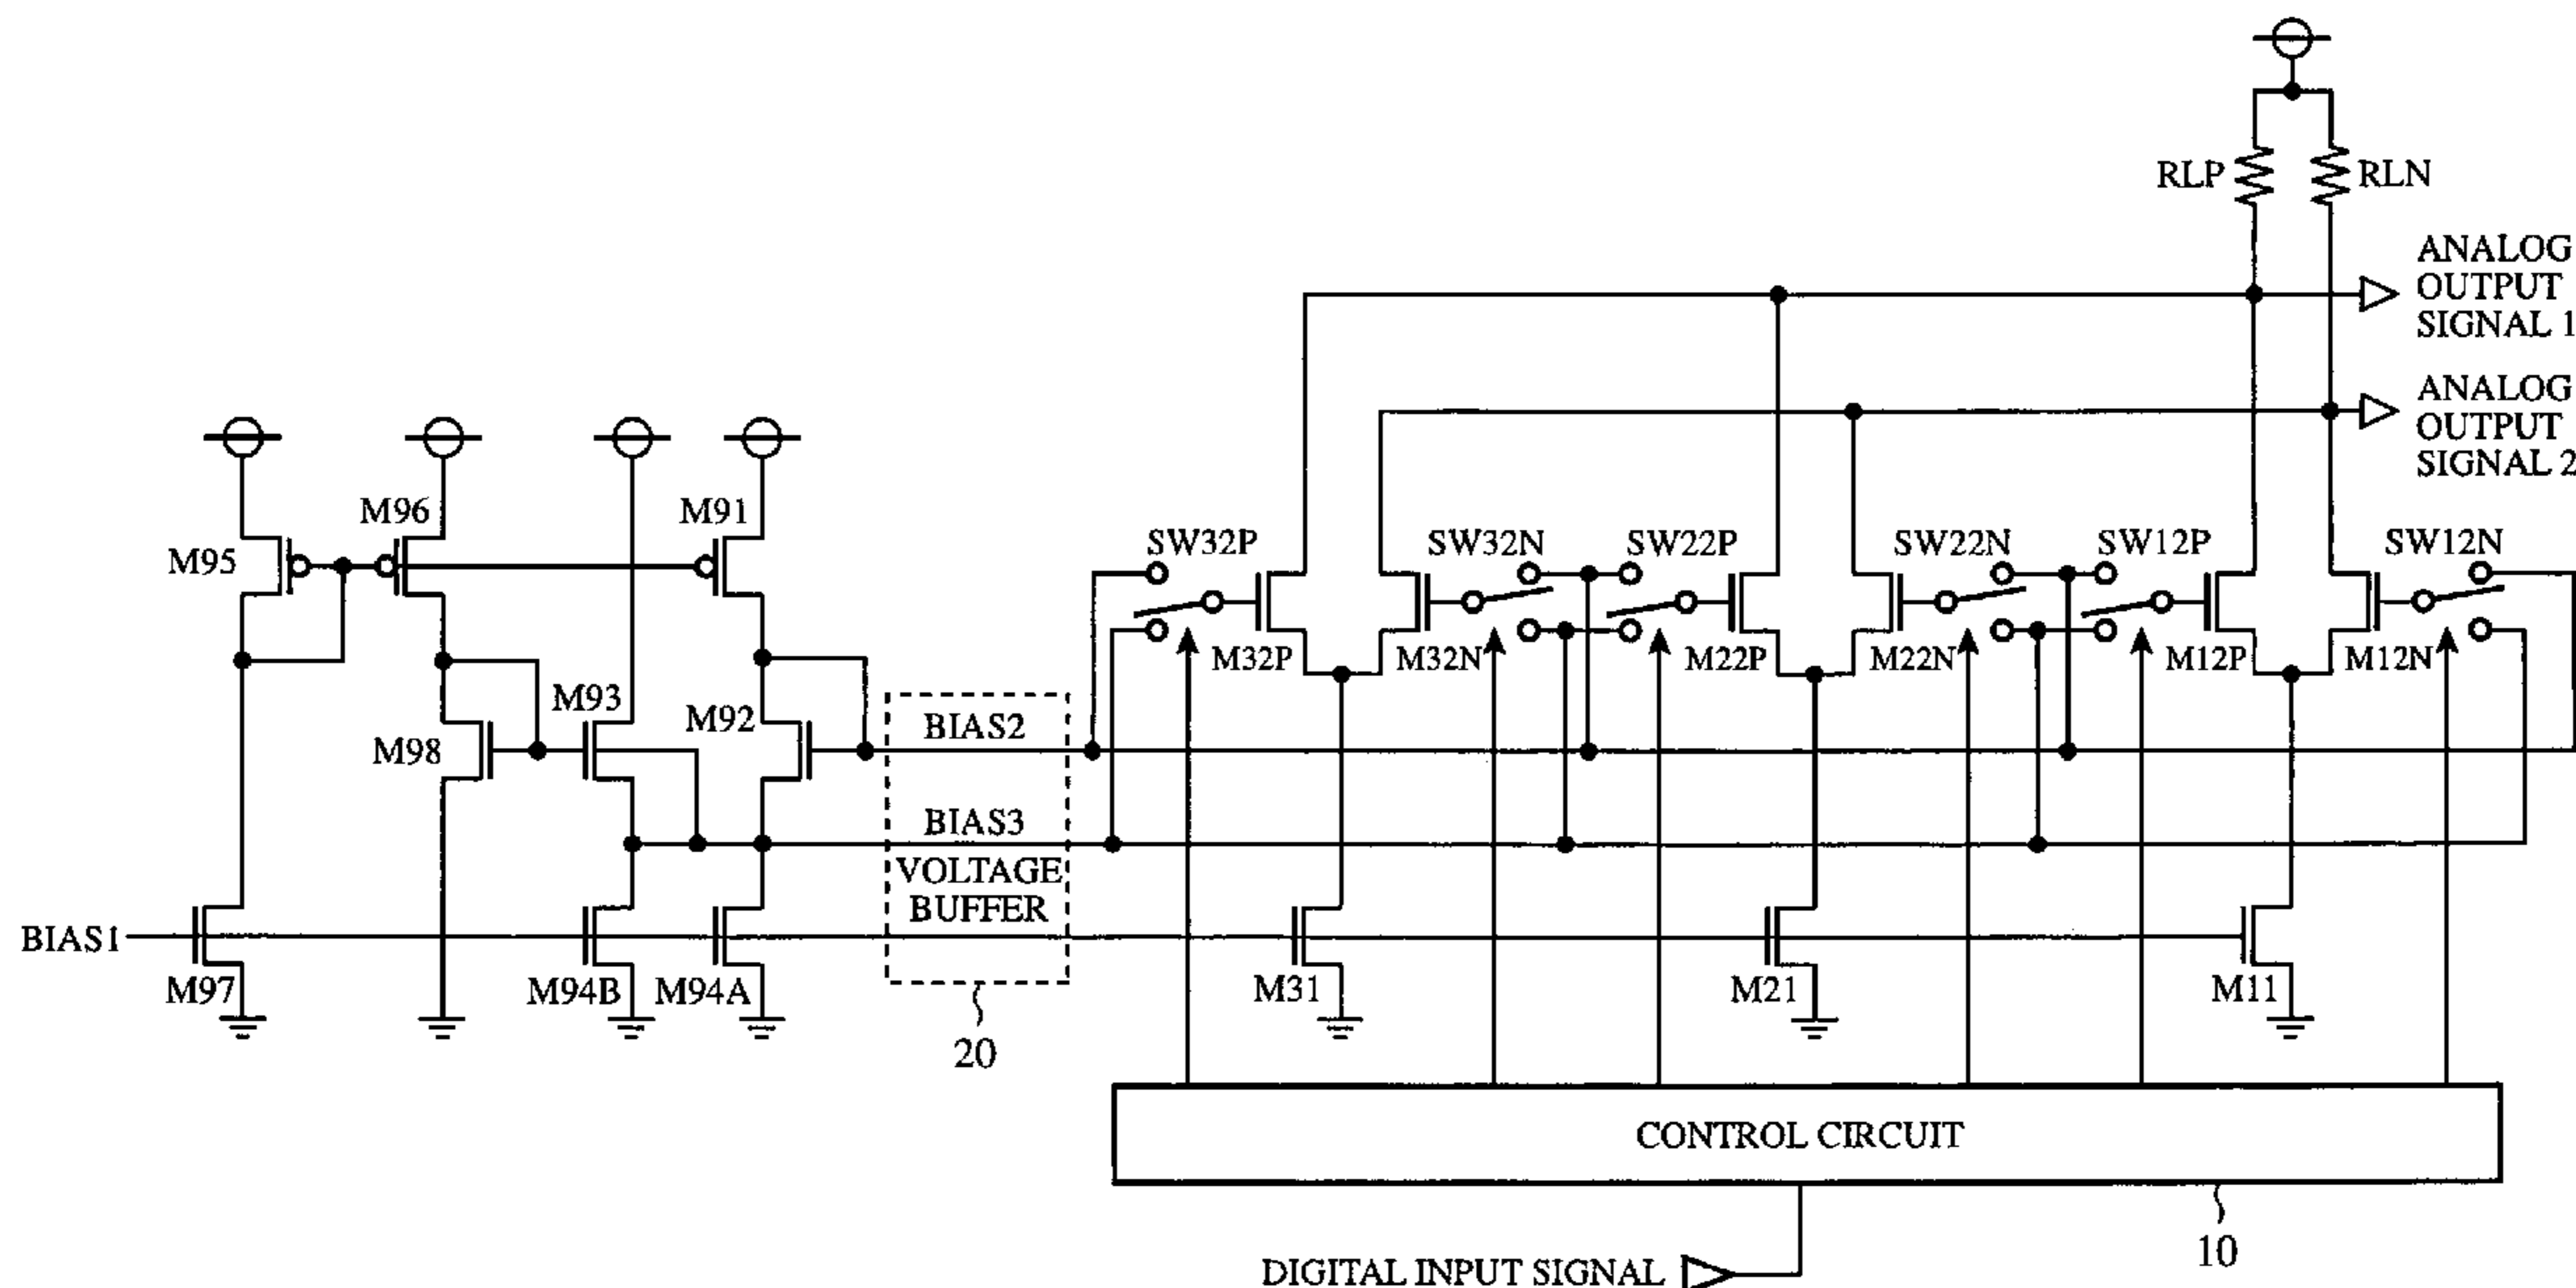 RLP
RLN
ANALOG
OUTPUT
SIGNAL 1
ANALOG
OUTPUT
SIGNAL 2
M95
M96
M91
SW32P
SW32N
SW22P
SW22N
SW12P
SW12N
M32P
M32N
M22P
M22N
M12P
M12N
M98
M93
M92
BIAS2
BIAS3
VOLTAGE
BUFFER
BIAS1
M97
M94B
M94A
M31
M21
M11
20
CONTROL CIRCUIT
10
DIGITAL INPUT SIGNAL